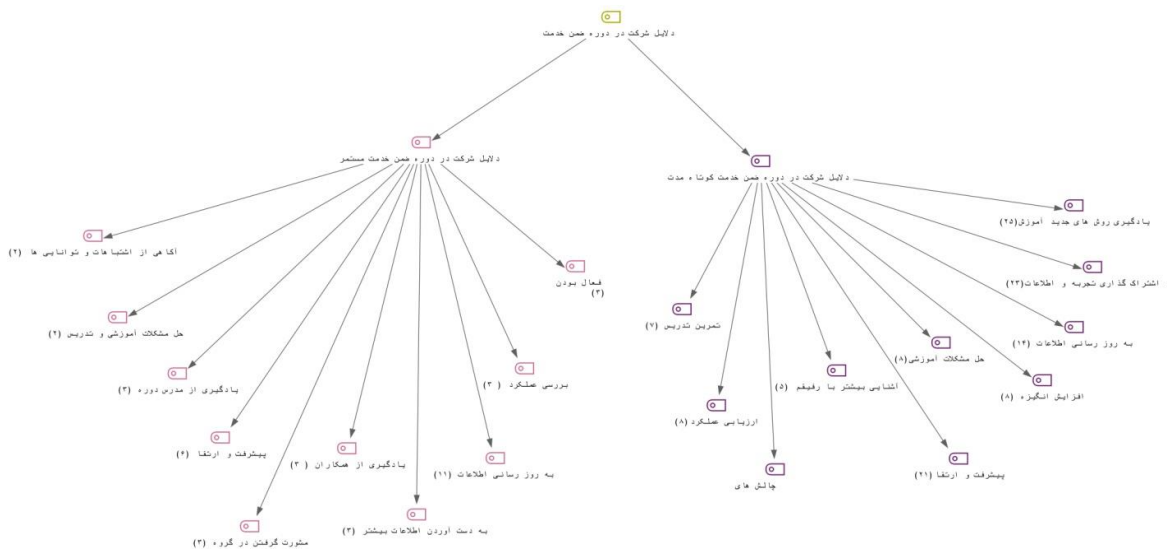 دلایل شرکت در دوره ضمن خدمت
دلایل شرکت در دوره ضمن خدمت مستمر
دلایل شرکت در دوره ضمن خدمت کوتاه مدت
یادگیری روش های جدید آموزش(۲۵)
اشتراک گذاری تجربه و اطلاعات(۲۳)
به روز رسانی اطلاعات (۱۴)
افزایش انگیزه (۸)
پیشرفت و ارتقا (۲۱)
حل مشکلات آموزشی(۸)
آشنایی بیشتر با رفیقم (۵)
چالش های
ارزیابی عملکرد (۸)
تمرین تدریس (۷)
فعال بودن
(۳)
بررسی عملکرد ( ۳)
به روز رسانی اطلاعات (۱۱)
به دست آوردن اطلاعات بیشتر (۳)
یادگیری از همکاران ( ۳)
مشورت گرفتن در گروه (۳)
پیشرفت و ارتقا (۴)
یادگیری از مدرس دوره (۳)
حل مشکلات آموزشی و تدریس (۲)
آگاهی از اشتباهات و توانایی ها (۲)